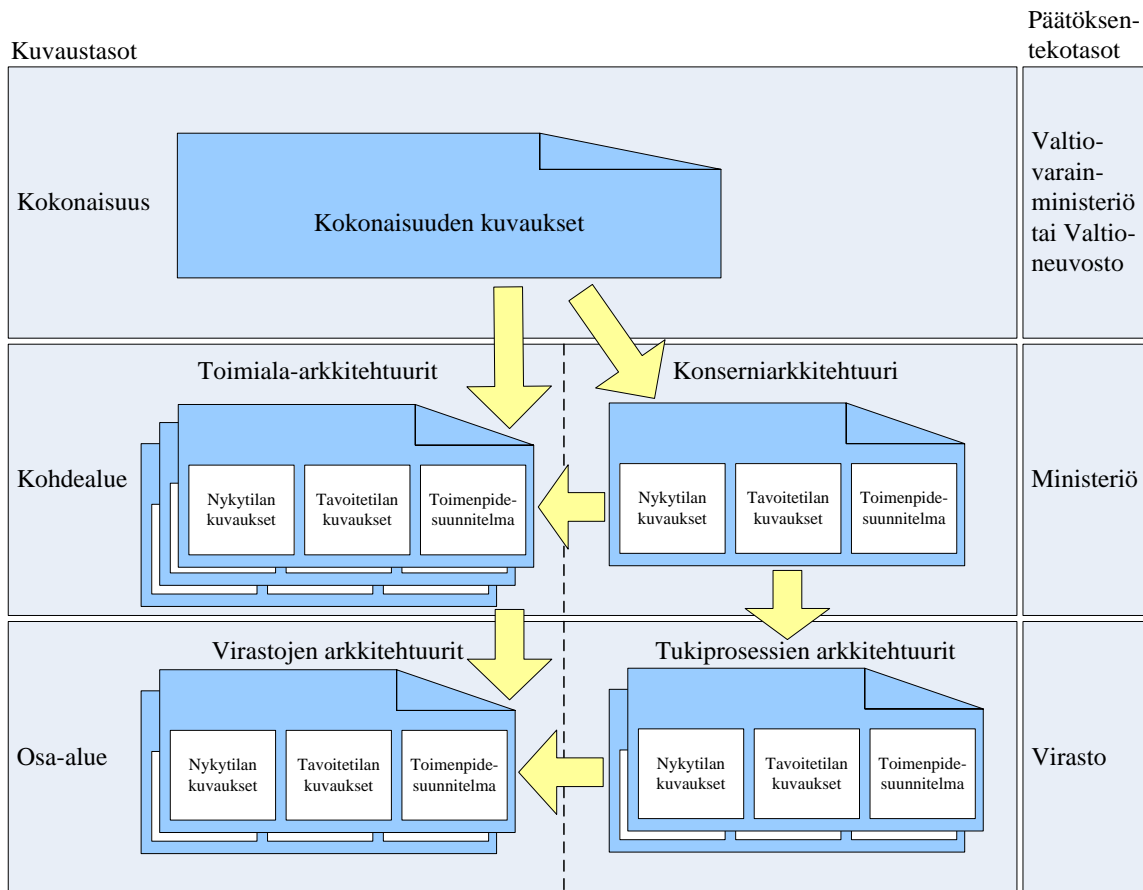 Kuvaustasot
Päätöksen-
tekotasot
Kokonaisuus
Kokonaisuuden kuvaukset
Valtio-
varain-
ministeriö
tai Valtio-
neuvosto
Toimiala-arkkitehtuurit
Konserniarkkitehtuuri
Kohdealue
Nykytilan
kuvaukset
Tavoitetilan
kuvaukset
Toimenpide-
suunnitelma
Nykytilan
kuvaukset
Tavoitetilan
kuvaukset
Toimenpide-
suunnitelma
Ministeriö
Virastojen arkkitehtuurit
Tukiprosessien arkkitehtuurit
Osa-alue
Nykytilan
kuvaukset
Tavoitetilan
kuvaukset
Toimenpide-
suunnitelma
Nykytilan
kuvaukset
Tavoitetilan
kuvaukset
Toimenpide-
suunnitelma
Virasto